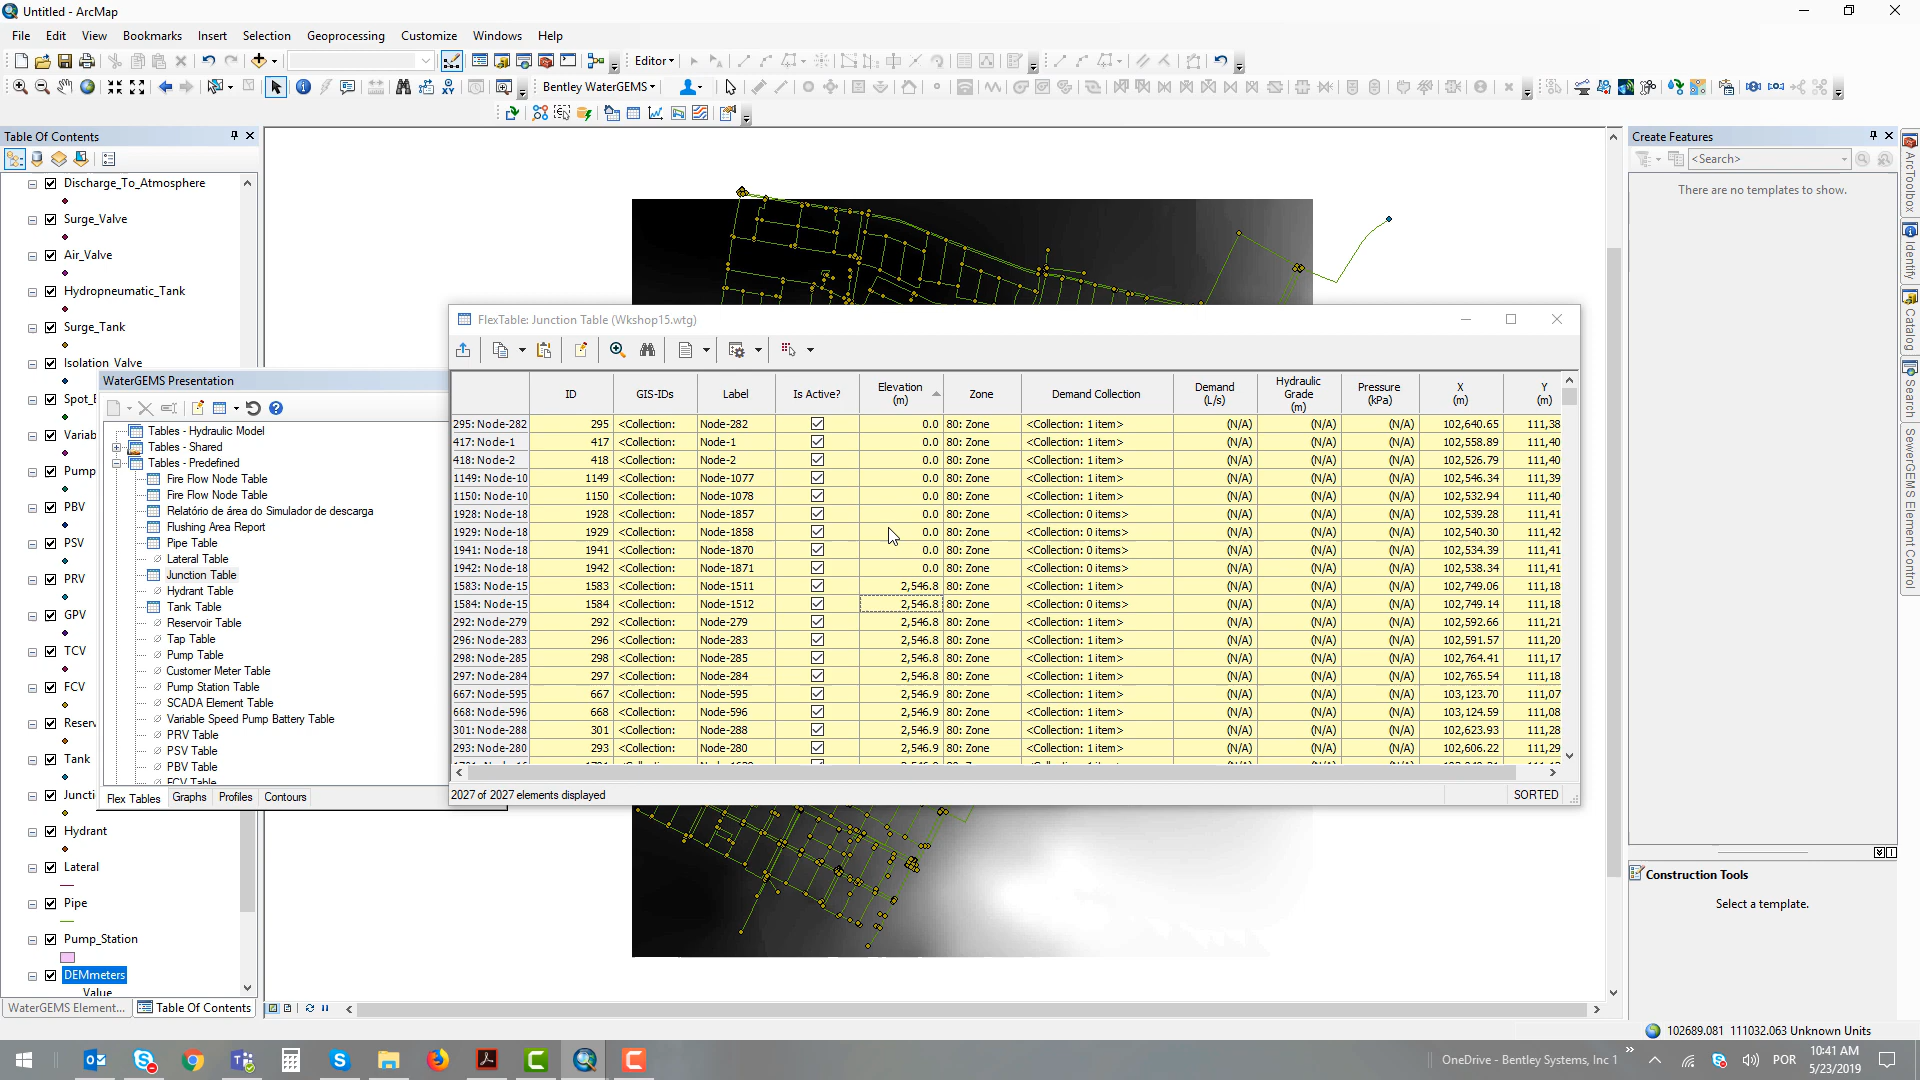 Untitled - ArcMap
File Edit View Bookmarks Insert Selection Geoprocessing Customize Windows Help
Editor
Bentley WaterGEMS
Table Of Contents
Discharge_To_Atmosphere
Surge_Valve
Air_Valve
Hydropneumatic_Tank
Surge_Tank
Isolation_Valve
Spot_E
Variab
Pump
PBV
PSV
PRV
GPV
TCV
FCV
Reserv
Tank
Juncti
Hydrant
Lateral
Pipe
Pump_Station
DEMmeters
Value
WaterGEMS Element... Table Of Contents
WaterGEMS Presentation
Tables - Hydraulic Model
Tables - Shared
Tables - Predefined
Fire Flow Node Table
Fire Flow Node Table
Relatório de área do Simulador de descarga
Flushing Area Report
Pipe Table
Lateral Table
Junction Table
Hydrant Table
Tank Table
Reservoir Table
Tap Table
Pump Table
Customer Meter Table
Pump Station Table
SCADA Element Table
Variable Speed Pump Battery Table
PRV Table
PSV Table
PBV Table
FCV Table
Flex Tables Graphs Profiles Contours
FlexTable: Junction Table (Wkshop15.wtg)
ID GIS-IDs Label Is Active? Elevation (m) Zone Demand Collection Demand (L/s) Hydraulic Grade (m) Pressure (kPa) X (m) Y (m)
295: Node-282 295 <Collection: Node-282 0.0 80: Zone <Collection: 1 item> (N/A) (N/A) (N/A) 102,640.65 111,38
417: Node-1 417 <Collection: Node-1 0.0 80: Zone <Collection: 1 item> (N/A) (N/A) (N/A) 102,558.89 111,40
418: Node-2 418 <Collection: Node-2 0.0 80: Zone <Collection: 1 item> (N/A) (N/A) (N/A) 102,526.79 111,40
1149: Node-10 1149 <Collection: Node-1077 0.0 80: Zone <Collection: 1 item> (N/A) (N/A) (N/A) 102,546.34 111,39
1150: Node-10 1150 <Collection: Node-1078 0.0 80: Zone <Collection: 1 item> (N/A) (N/A) (N/A) 102,532.94 111,40
1928: Node-18 1928 <Collection: Node-1857 0.0 80: Zone <Collection: 0 items> (N/A) (N/A) (N/A) 102,539.28 111,41
1929: Node-18 1929 <Collection: Node-1858 0.0 80: Zone <Collection: 0 items> (N/A) (N/A) (N/A) 102,540.30 111,42
1941: Node-18 1941 <Collection: Node-1870 0.0 80: Zone <Collection: 0 items> (N/A) (N/A) (N/A) 102,534.39 111,41
1942: Node-18 1942 <Collection: Node-1871 0.0 80: Zone <Collection: 0 items> (N/A) (N/A) (N/A) 102,538.34 111,41
1583: Node-15 1583 <Collection: Node-1511 2,546.8 80: Zone <Collection: 1 item> (N/A) (N/A) (N/A) 102,749.06 111,18
1584: Node-15 1584 <Collection: Node-1512 2,546.8 80: Zone <Collection: 0 items> (N/A) (N/A) (N/A) 102,749.14 111,18
292: Node-279 292 <Collection: Node-279 2,546.8 80: Zone <Collection: 1 item> (N/A) (N/A) (N/A) 102,592.66 111,21
296: Node-283 296 <Collection: Node-283 2,546.8 80: Zone <Collection: 1 item> (N/A) (N/A) (N/A) 102,591.57 111,20
298: Node-285 298 <Collection: Node-285 2,546.8 80: Zone <Collection: 1 item> (N/A) (N/A) (N/A) 102,764.41 111,17
297: Node-284 297 <Collection: Node-284 2,546.8 80: Zone <Collection: 1 item> (N/A) (N/A) (N/A) 102,765.54 111,18
667: Node-595 667 <Collection: Node-595 2,546.9 80: Zone <Collection: 1 item> (N/A) (N/A) (N/A) 103,123.70 111,07
668: Node-596 668 <Collection: Node-596 2,546.9 80: Zone <Collection: 1 item> (N/A) (N/A) (N/A) 103,124.59 111,08
301: Node-288 301 <Collection: Node-288 2,546.9 80: Zone <Collection: 1 item> (N/A) (N/A) (N/A) 102,623.93 111,28
293: Node-280 293 <Collection: Node-280 2,546.9 80: Zone <Collection: 1 item> (N/A) (N/A) (N/A) 102,606.22 111,29
2027 of 2027 elements displayed SORTED
Create Features
<Search>
There are no templates to show.
Construction Tools
Select a template.
ArcToolbox
Identify
Catalog
Search
SewerGEMS Element Control
102689.081 111032.063 Unknown Units
OneDrive - Bentley Systems, Inc 1
POR
10:41 AM
5/23/2019